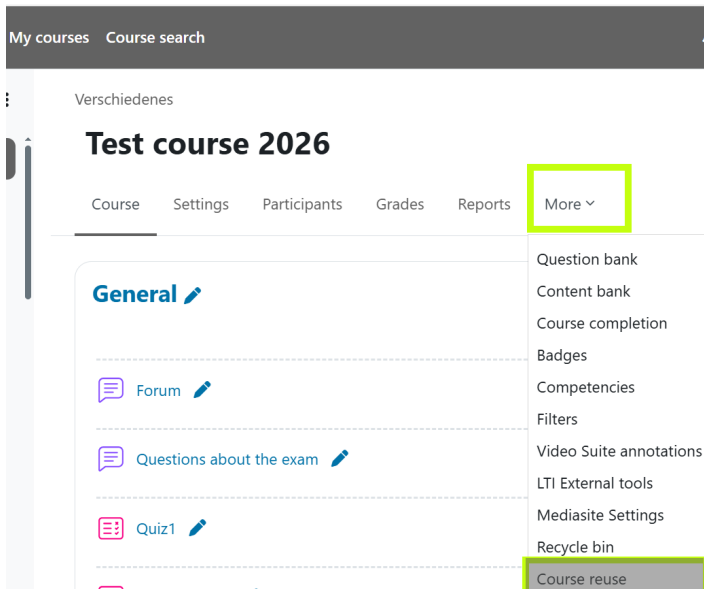 My courses Course search
Verschiedenes
Test course 2026
Course Settings Participants Grades Reports More
General
Forum
Questions about the exam
Quiz1
Question bank
Content bank
Course completion
Badges
Competencies
Filters
Video Suite annotations
LTI External tools
Mediasite Settings
Recycle bin
Course reuse